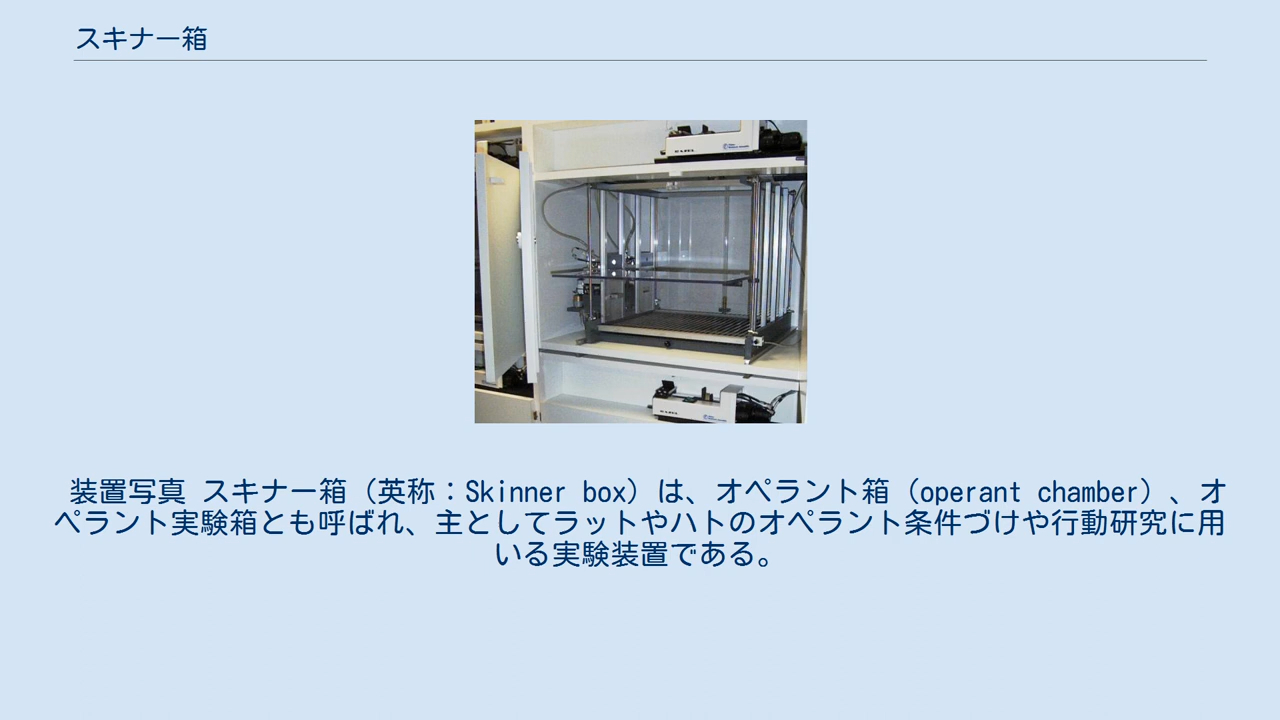 スキナー箱
装置写真 スキナー箱（英称：Skinner box）は、オペラント箱（operant chamber）、オ
ペラント実験箱とも呼ばれ、主としてラットやハトのオペラント条件づけや行動研究に用
いる実験装置である。